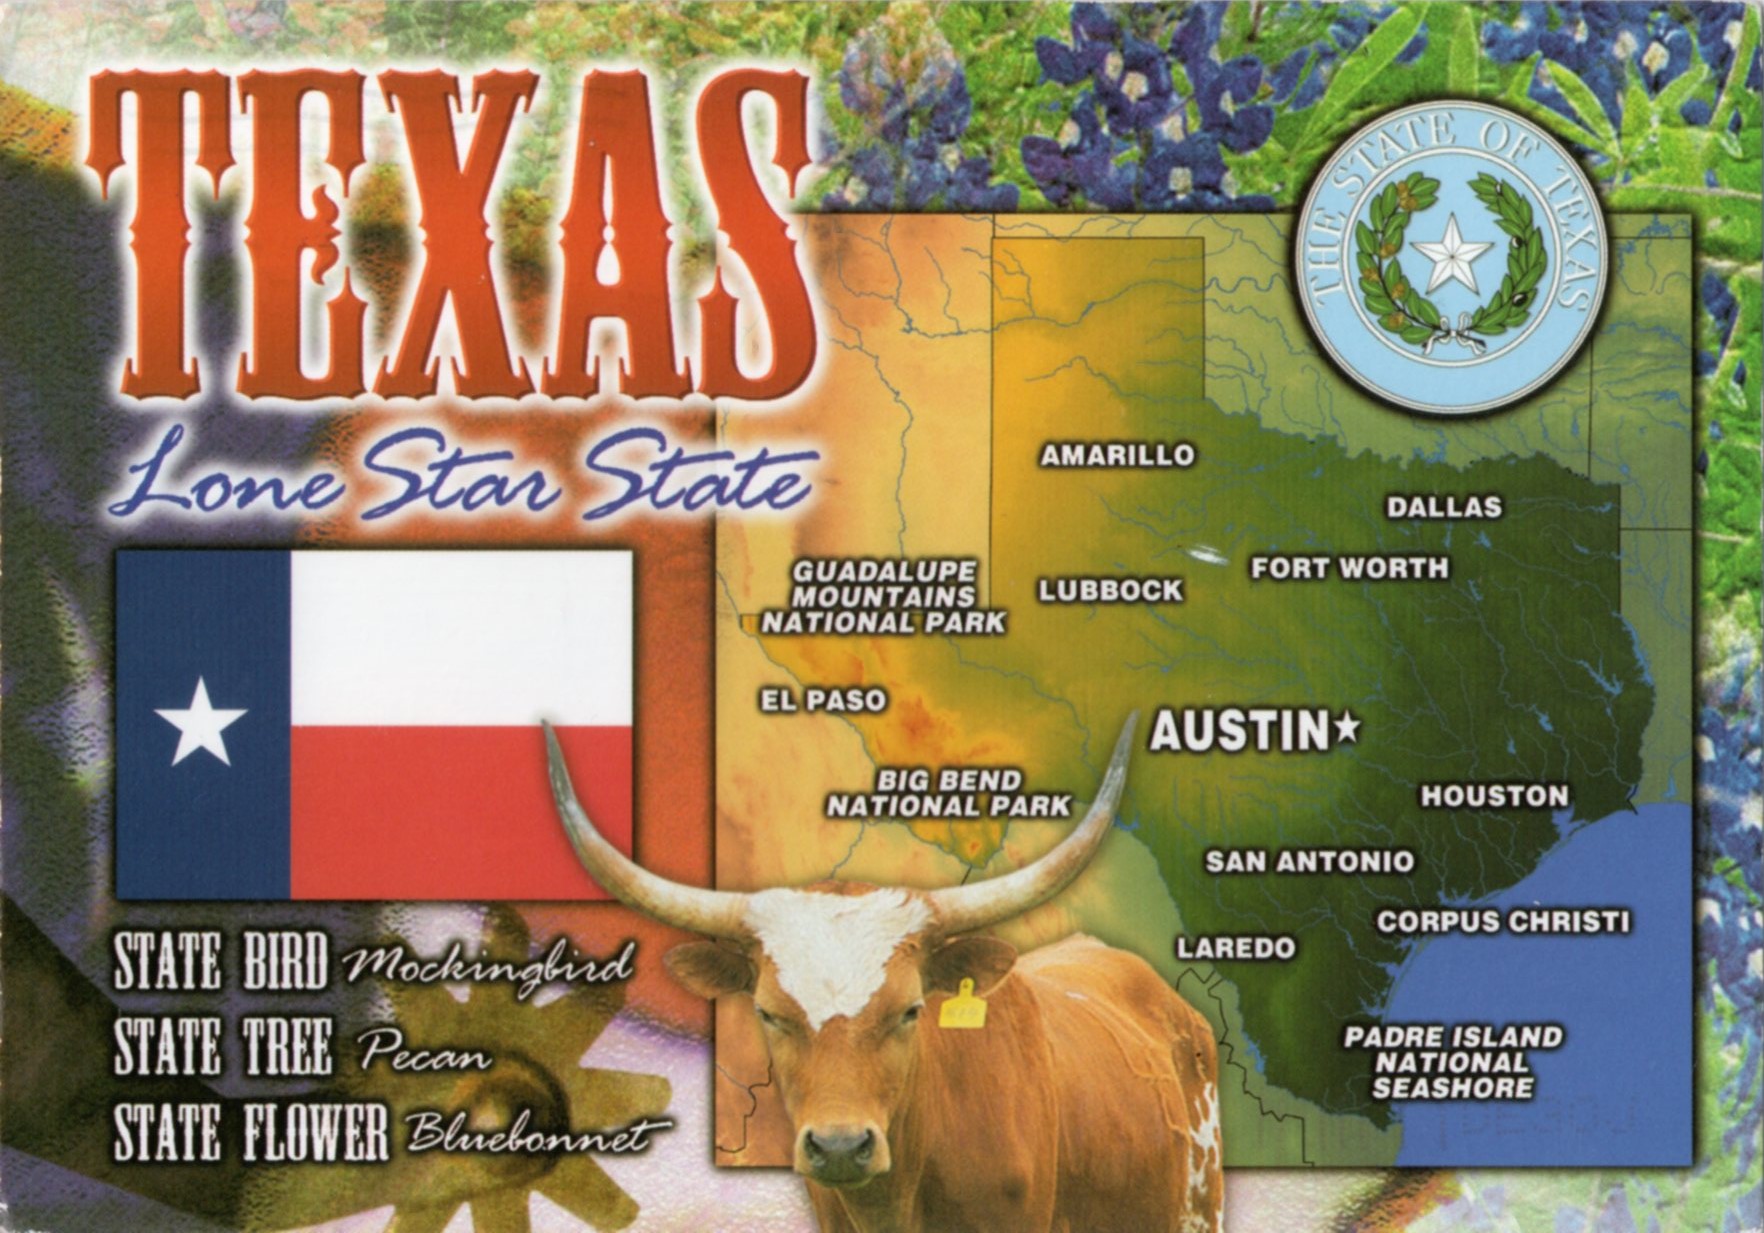 TEXAS
Lone Star State
THE STATE OF TEXAS
AMARILLO
DALLAS
FORT WORTH
GUADALUPE
MOUNTAINS
NATIONAL PARK
LUBBOCK
EL PASO
AUSTIN
BIG BEND
NATIONAL PARK
HOUSTON
SAN ANTONIO
CORPUS CHRISTI
LAREDO
PADRE ISLAND
NATIONAL
SEASHORE
STATE BIRD Mockingbird
STATE TREE Pecan
STATE FLOWER Bluebonnet